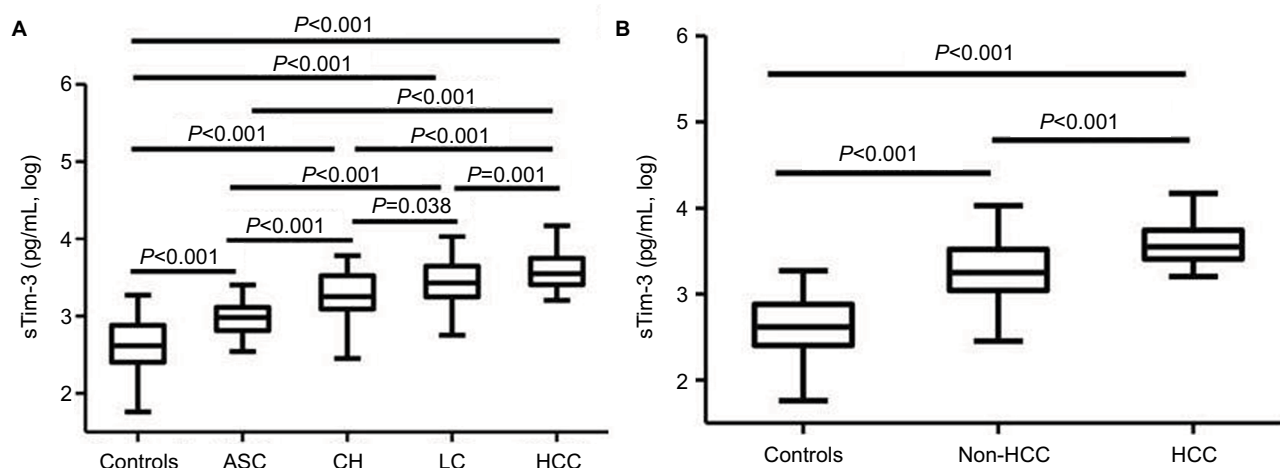 A
P<0.001
P<0.001
P<0.001
P<0.001 P<0.001
P<0.001 P=0.001
P=0.038
P<0.001
P<0.001
6
5
4
3
2
sTim-3 (pg/mL, log)
Controls ASC CH LC HCC
B
P<0.001
P<0.001
P<0.001
6
5
4
3
2
sTim-3 (pg/mL, log)
Controls Non-HCC HCC